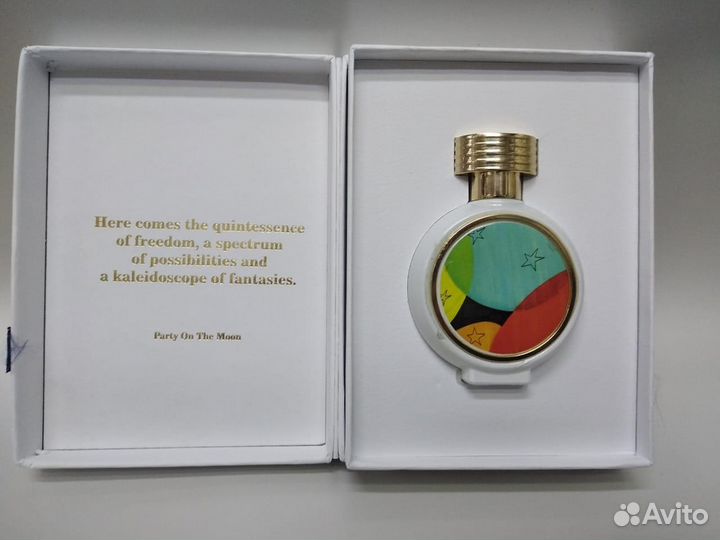 Here comes the quintessence
of freedom, a spectrum
of possibilities and
a kaleidoscope of fantasies.
Party On The Moon
Avito